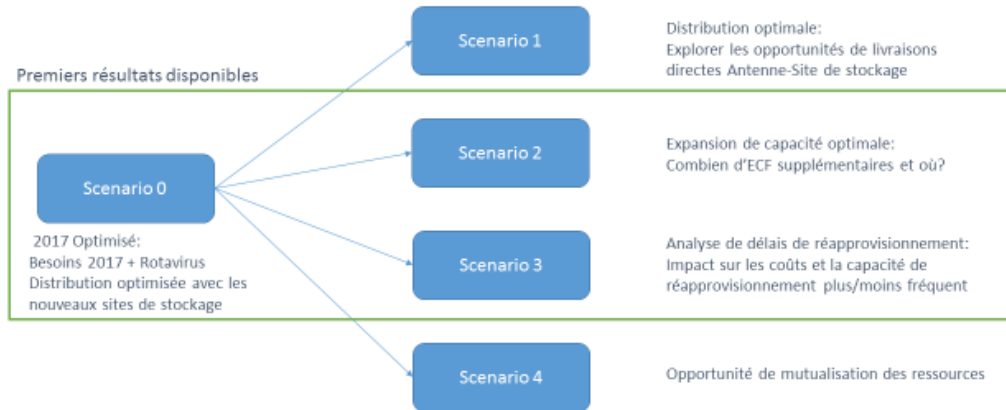 Scenario 1
Distribution optimale:
Explorer les opportunités de livraisons
directes Antenne-Site de stockage
Premiers résultats disponibles
Scenario 2
Expansion de capacité optimale:
Combien d'ECF supplémentaires et où?
Scenario 0
2017 Optimisé:
Besoins 2017 + Rotavirus
Distribution optimisée avec les
nouveaux sites de stockage
Scenario 3
Analyse de délais de réapprovisionnement:
Impact sur les coûts et la capacité de
réapprovisionnement plus/moins fréquent
Scenario 4
Opportunité de mutualisation des ressources